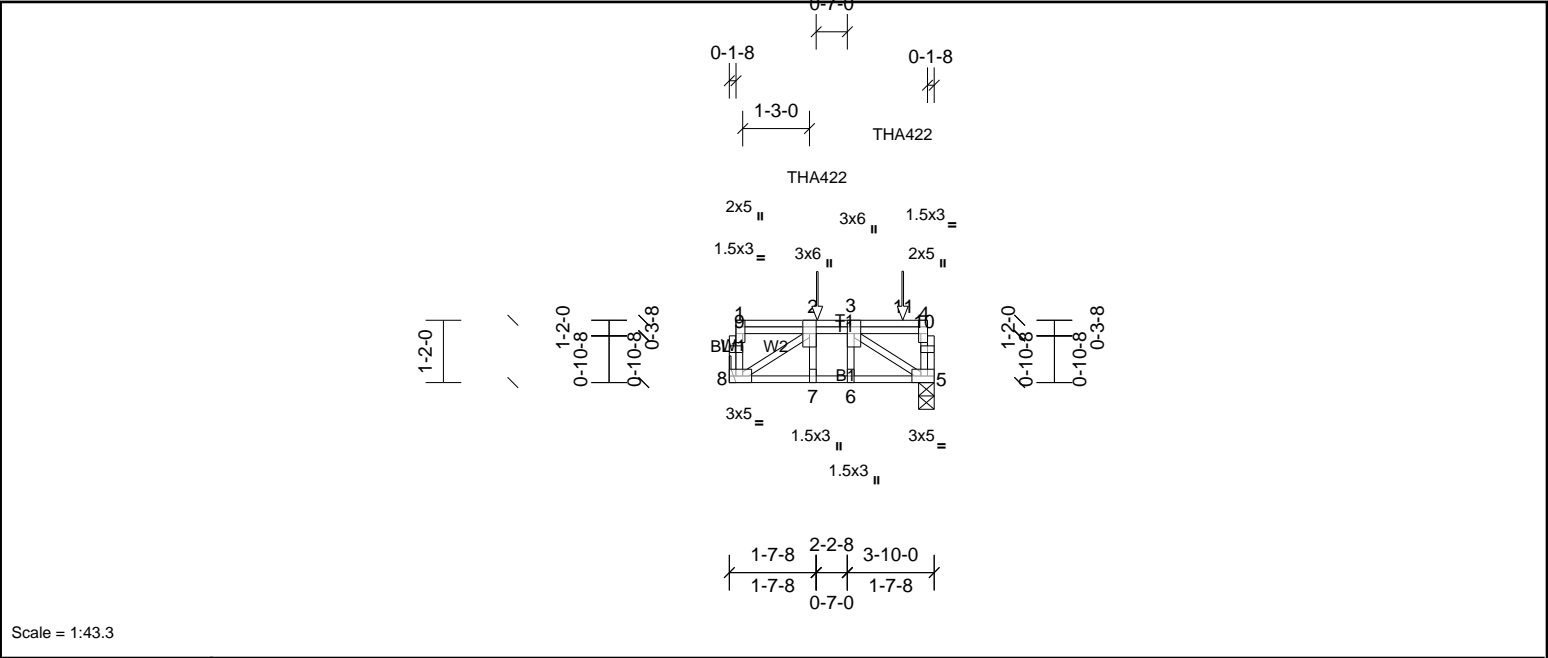 0-7-0
0-1-8
0-1-8
1-3-0
THA422
THA422
2x5
3x6
1.5x3 =
1.5x3 =
3x6
2x5
1
2
3
11
4
9
T1
10
1-2-0
1-2-0
0-10-8
0-10-8
0-3-8
BL1
W1
W2
B1
1-2-0
0-10-8
0-10-8
0-3-8
8
7
6
5
3x5 =
1.5x3
3x5 =
1.5x3
1-7-8
2-2-8
3-10-0
1-7-8
0-7-0
1-7-8
Scale = 1:43.3